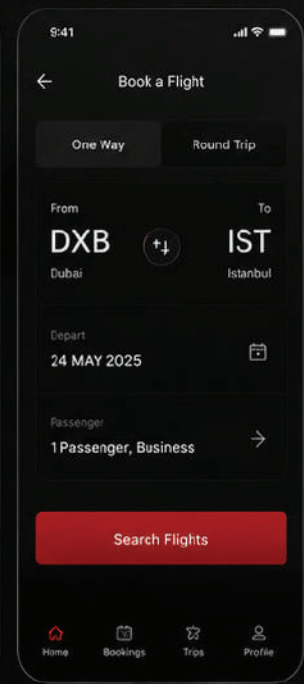 9:41
Book a Flight
One Way Round Trip
From To
DXB IST
Dubai Istanbul
Depart
24 MAY 2025
Passenger
1 Passenger, Business
Search Flights
Home Bookings Trips Profile